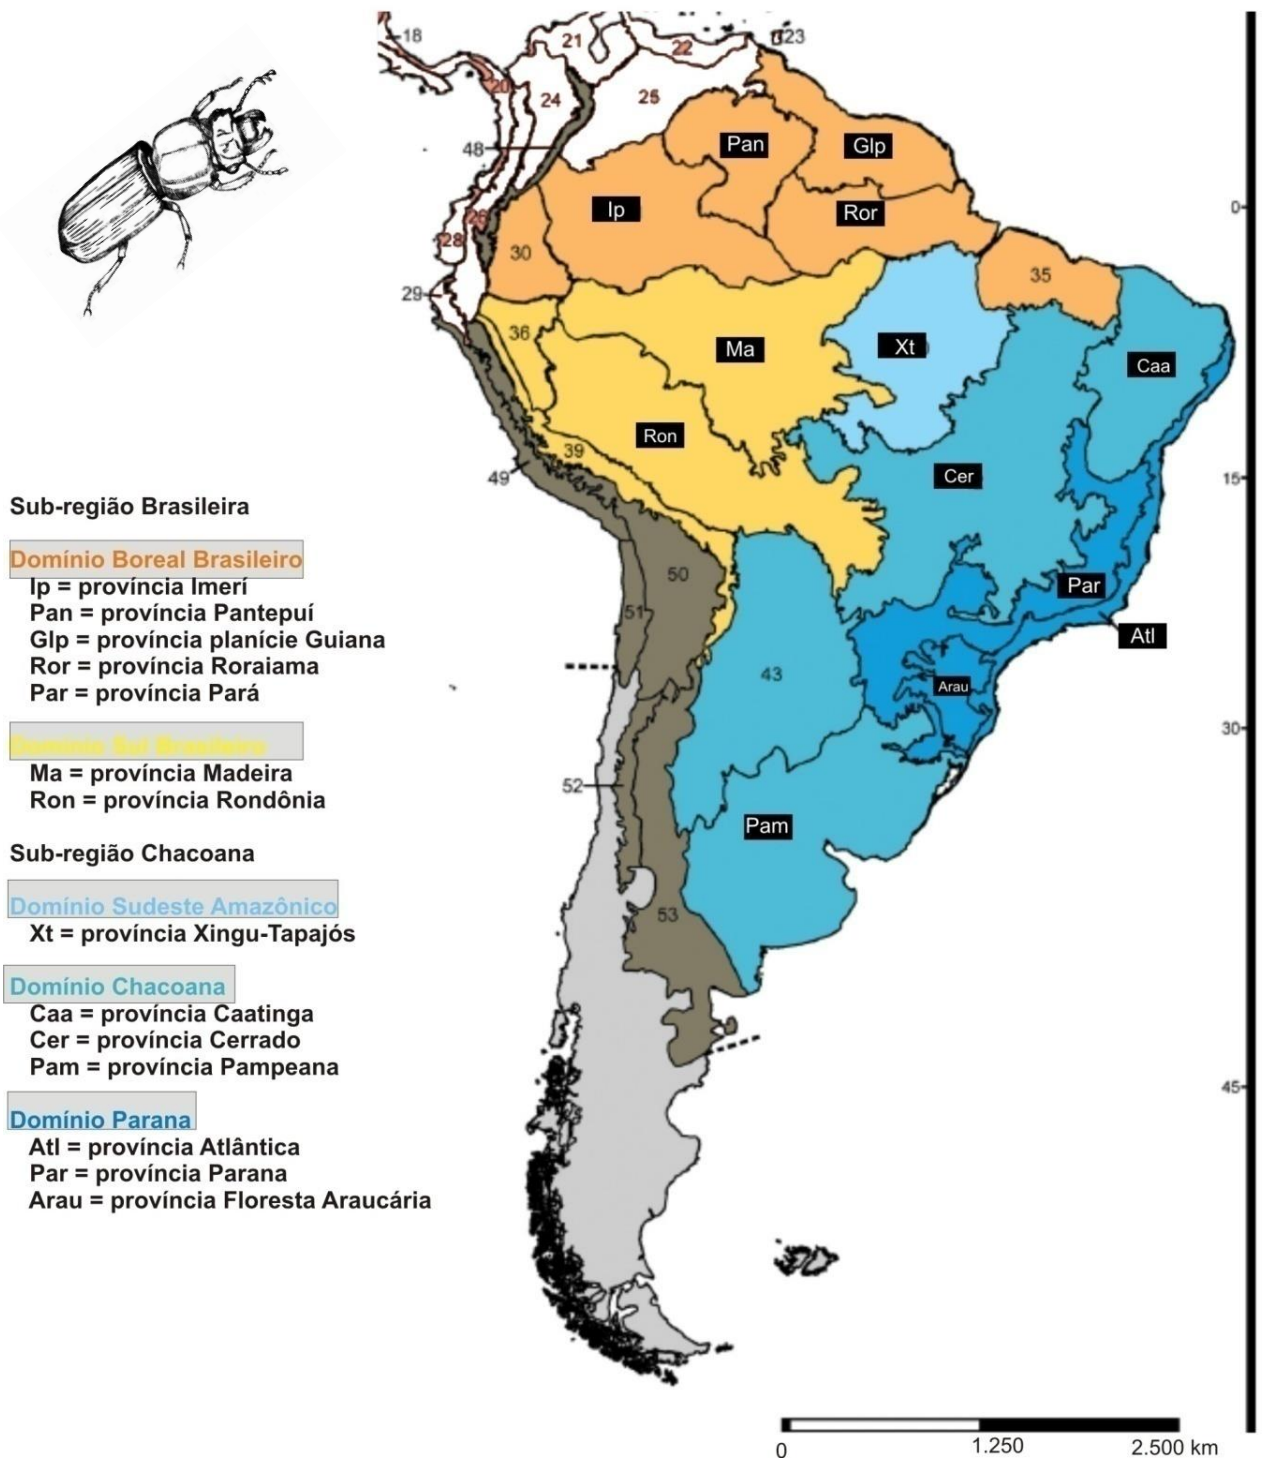 18
21
22
23
20
24
25
48
Pan
Glp
Ip
Ror
0
26
28
30
35
29
36
Ma
Xt
Caa
Ron
39
49
Cer
15
Sub-região Brasileira
Domínio Boreal Brasileiro
Ip = província Imerí
Pan = província Pantepuí
Glp = província planície Guiana
Ror = província Roraiama
Par = província Pará
50
51
Par
Atl
43
Arau
30
Domínio Sul Brasileiro
Ma = província Madeira
Ron = província Rondônia
52
Pam
Sub-região Chacoana
Domínio Sudeste Amazônico
Xt = província Xingu-Tapajós
53
Domínio Chacoana
Caa = província Caatinga
Cer = província Cerrado
Pam = província Pampeana
45
Domínio Parana
Atl = província Atlântica
Par = província Parana
Arau = província Floresta Araucária
0
1.250
2.500 km